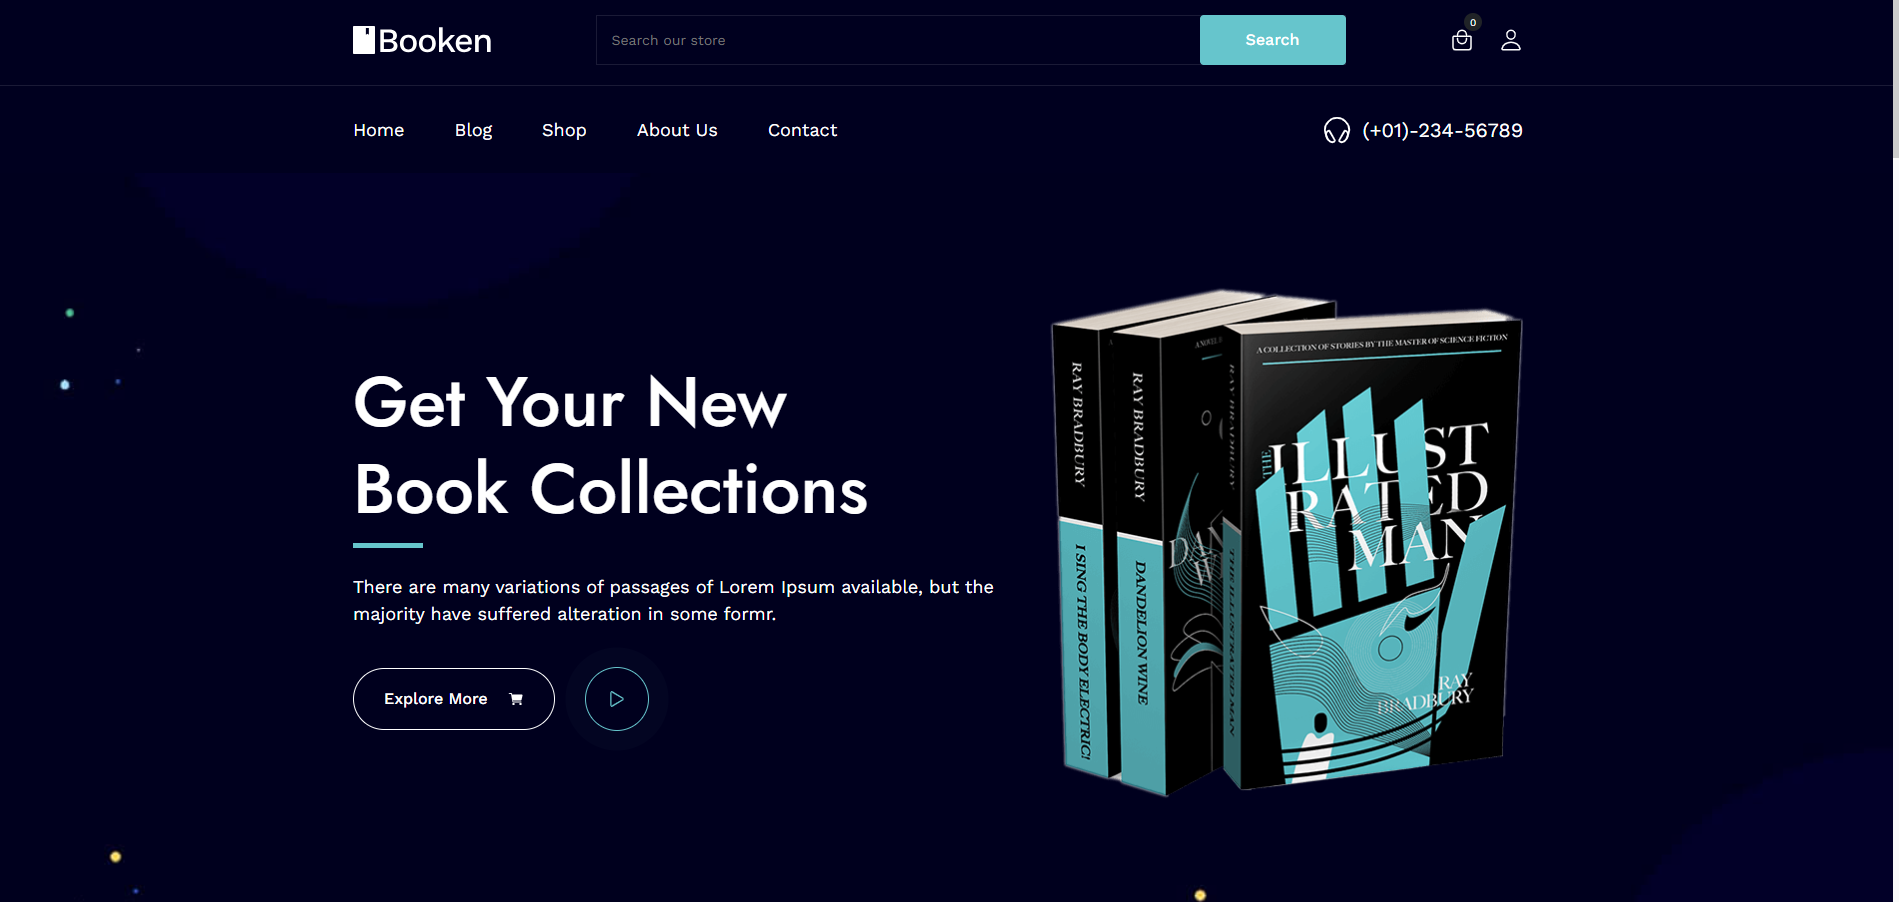 Booken
Search our store
Search
0
Home
Blog
Shop
About Us
Contact
(+01)-234-56789
Get Your New
Book Collections
There are many variations of passages of Lorem Ipsum available, but the
majority have suffered alteration in some formr.
Explore More
RAY BRADBURY
I SING THE BODY ELECTRIC!
RAY BRADBURY
DANDELION WINE
RAY BRADBURY
THE ILLUSTRATED MAN
A COLLECTION OF STORIES BY THE MASTER OF SCIENCE FICTION
THE
ILLUST
RATED
MAN
RAY
BRADBURY